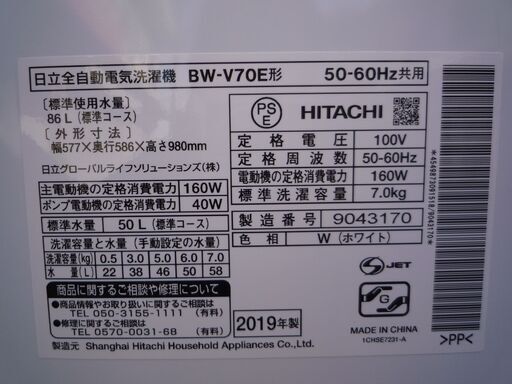 日立全自動電気洗濯機 BW-V70E形 50-60Hz共用
〔標準使用水量〕
86L(標準コース)
〔外形寸法〕
幅577×奥行586×高さ980mm
日立グローバルライフソリューションズ(株)
主電動機の定格消費電力 160W
ポンプ電動機の定格消費電力 40W
標準水量 50L(標準コース)
洗濯容量と水量(手動設定の水量)
洗濯容量(kg) 0.5 3.0 5.0 6.0 7.0
水量(L) 22 38 46 50 58
商品に関するご相談や修理について
●商品情報やお取り扱いに関するご相談は
TEL 050-3155-1111 (有料)
●修理に関するご相談は
TEL 0570-0031-68 (有料)
PS
E
HITACHI
定格電圧 100V
定格周波数 50-60Hz
電動機の定格消費電力 160W
標準洗濯容量 7.0kg
製造番号 9043170
色相 W(ホワイト)
JET
G
2019年製
MADE IN CHINA
1CHSE7231-A
製造元 Shanghai Hitachi Household Appliances Co.,Ltd.
*4549873091518/9043170*
>PP<